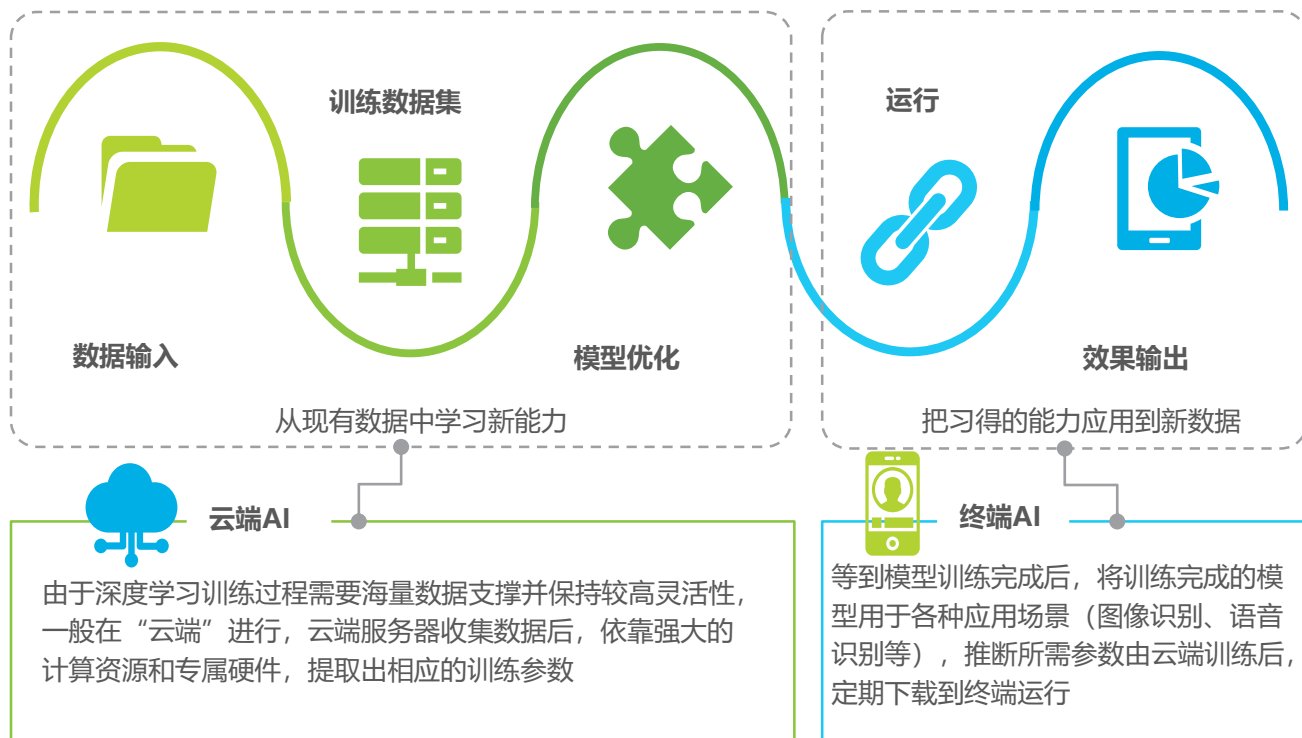 训练数据集
运行
数据输入
模型优化
效果输出
从现有数据中学习新能力
把习得的能力应用到新数据
云端AI
由于深度学习训练过程需要海量数据支撑并保持较高灵活性，
一般在“云端”进行，云端服务器收集数据后，依靠强大的
计算资源和专属硬件，提取出相应的训练参数
终端AI
等到模型训练完成后，将训练完成的模
型用于各种应用场景（图像识别、语音
识别等），推断所需参数由云端训练后，
定期下载到终端运行